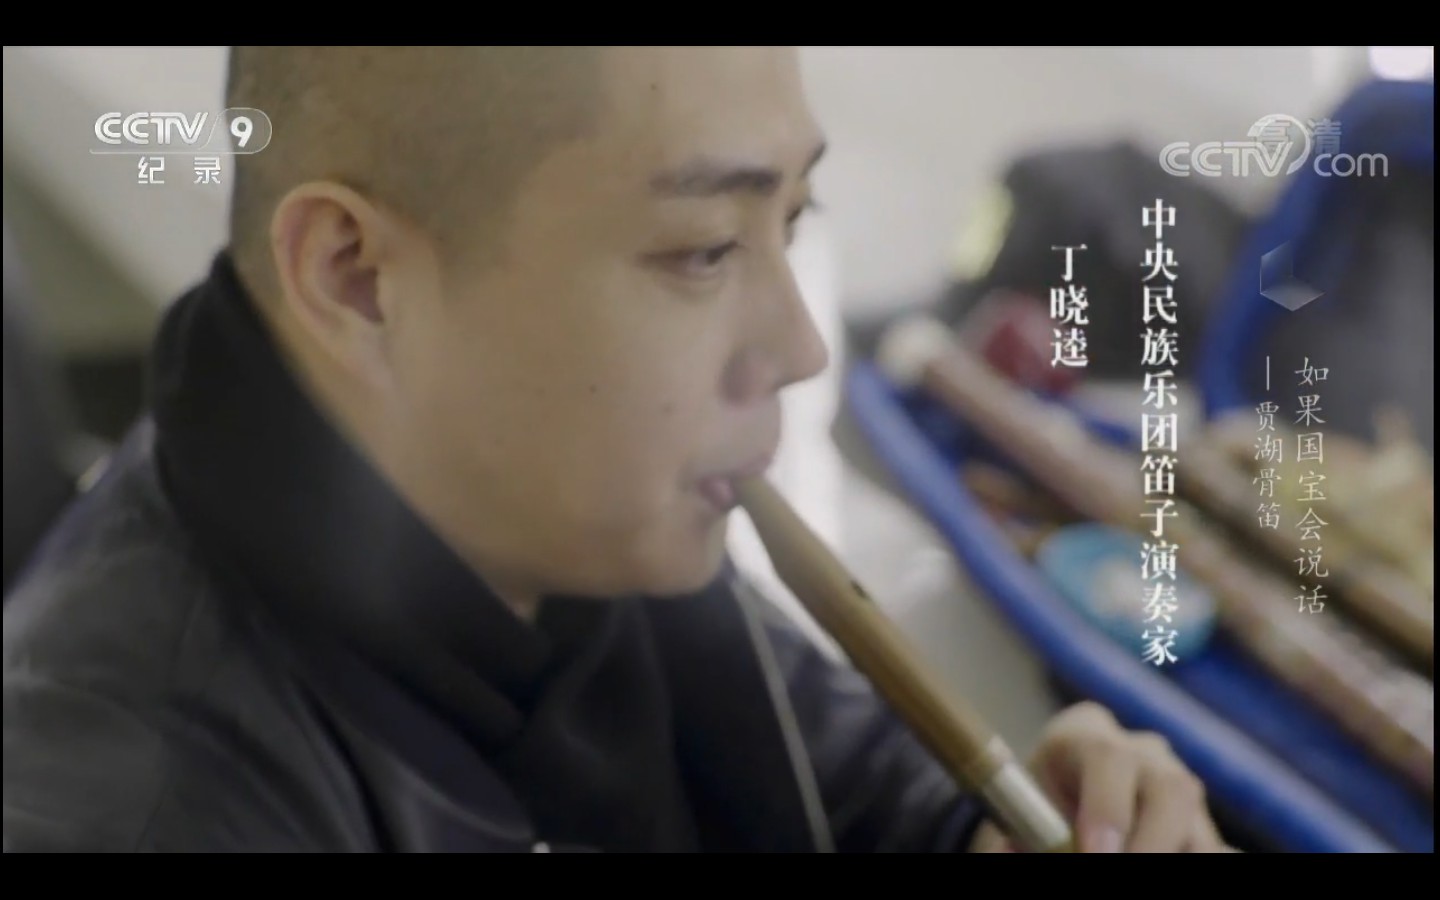 CCTV 9
纪录
高清
CCTV com
中央民族乐团笛子演奏家
丁晓逵
如果国宝会说话
—贾湖骨笛